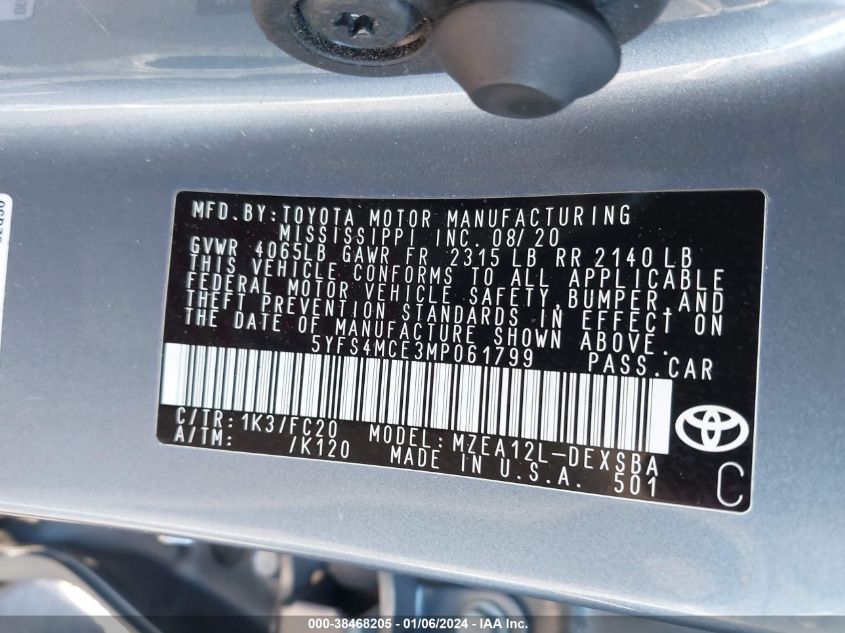 MFD.BY:TOYOTA MOTOR MANUFACTURING
MISSISSIPPI INC. 08/20
GVWR 4065LB GAWR FR 2315 LB RR 2140 LB
THIS VEHICLE CONFORMS TO ALL APPLICABLE
FEDERAL MOTOR VEHICLE SAFETY,BUMPER,AND
THEFT PREVENTION STANDARDS IN EFFECT ON
THE DATE OF MANUFACTURE SHOWN ABOVE.
5YFS4MCE3MP061799 PASS.CAR
C/TR:1K3/FC20 MODEL:MZEA12L-DEXSBA
A/TM: /K120 MADE IN U.S.A. 501
C
000-38468205 - 01/06/2024 - IAA Inc.